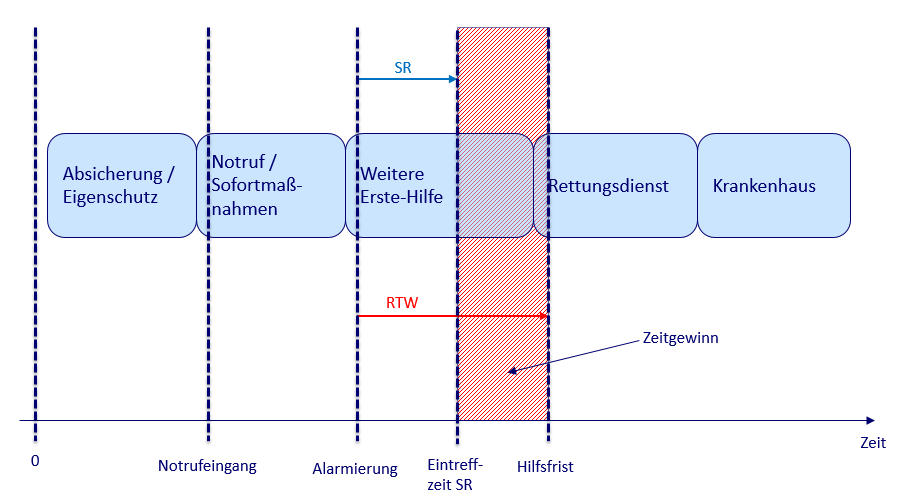 SR
Absicherung /
Eigenschutz
Notruf /
Sofortmaß-
nahmen
Weitere
Erste-Hilfe
Rettungsdienst
Krankenhaus
RTW
Zeitgewinn
Zeit
0
Notrufeingang
Alarmierung
Eintreff-
zeit SR
Hilfsfrist